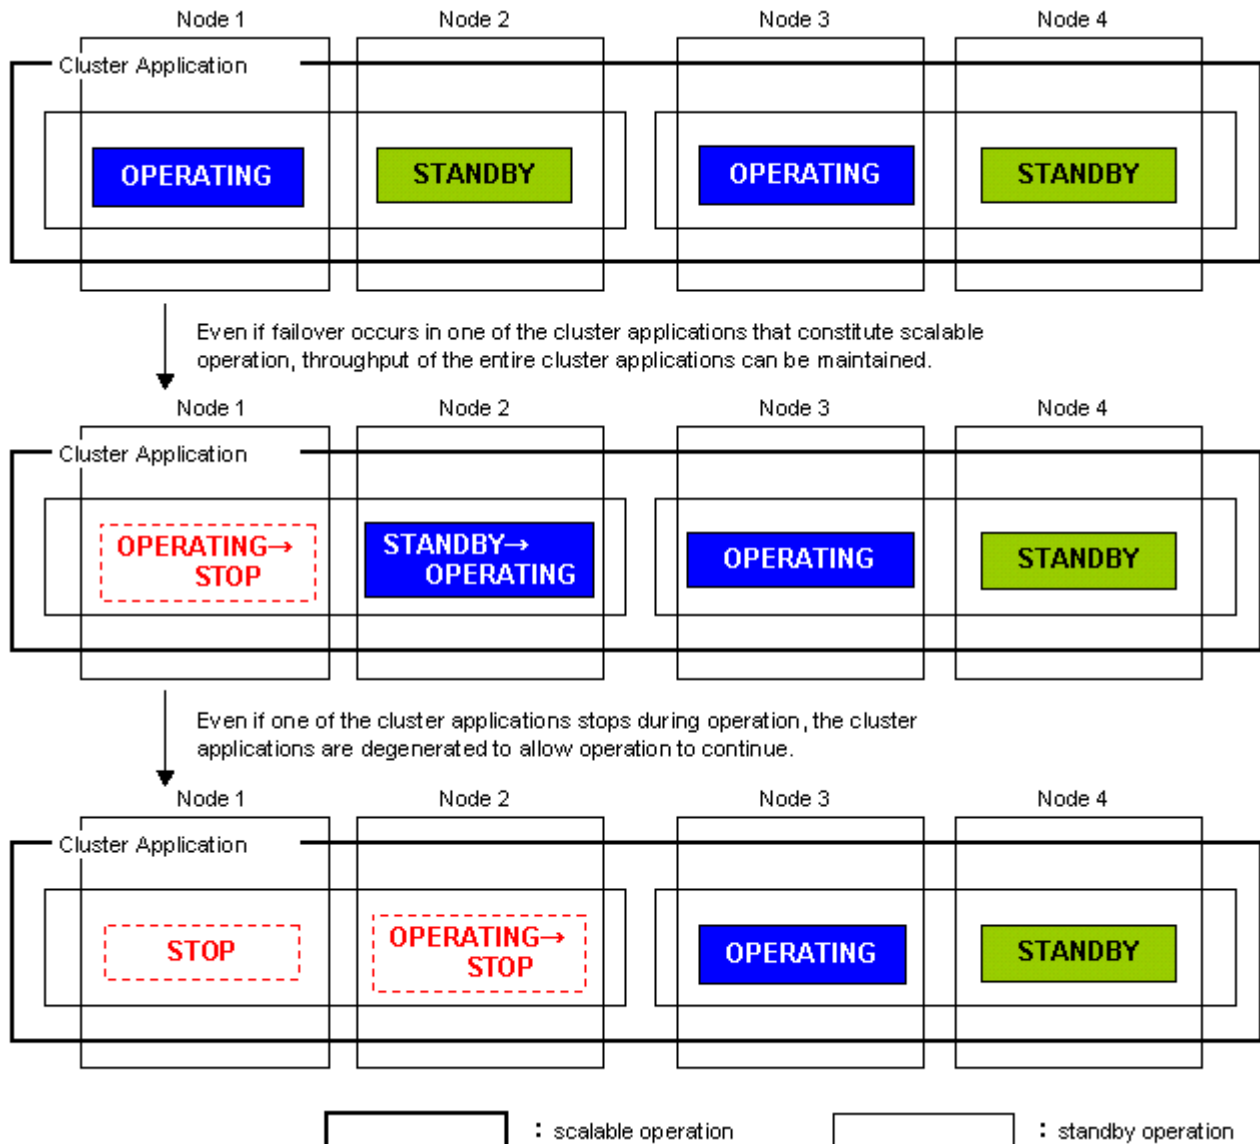 Node 1 Node 2 Node 3 Node 4
Cluster Application
OPERATING STANDBY OPERATING STANDBY
Even if failover occurs in one of the cluster applications that constitute scalable
operation, throughput of the entire cluster applications can be maintained.
Node 1 Node 2 Node 3 Node 4
Cluster Application
OPERATING→ STANDBY→
STOP OPERATING OPERATING STANDBY
Even if one of the cluster applications stops during operation, the cluster
applications are degenerated to allow operation to continue.
Node 1 Node 2 Node 3 Node 4
Cluster Application
STOP OPERATING→
STOP OPERATING STANDBY
: scalable operation : standby operation